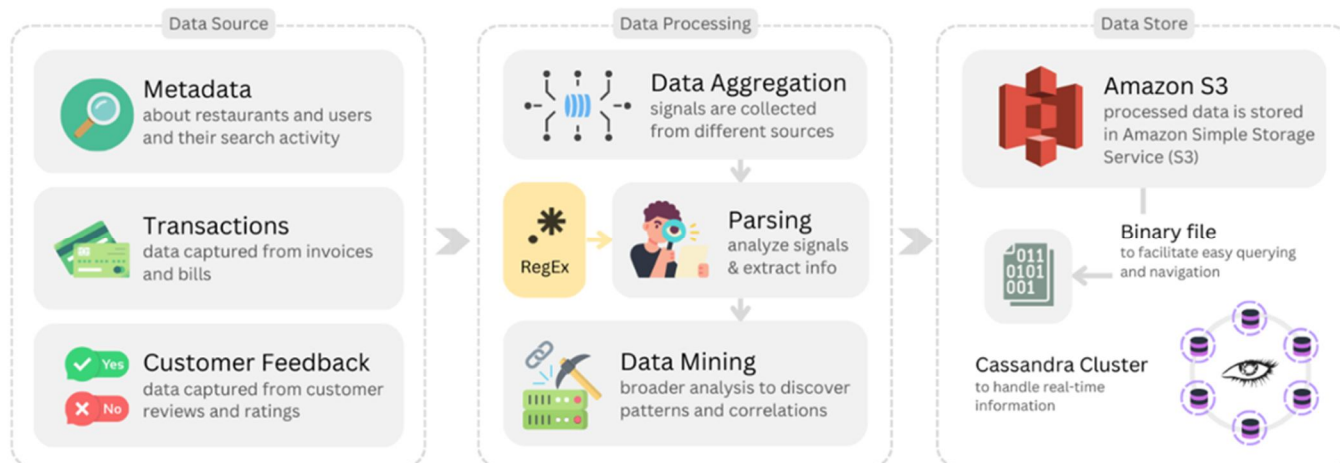 Data Source
Metadata
about restaurants and users
and their search activity
Transactions
data captured from invoices
and bills
Yes
No
Customer Feedback
data captured from customer
reviews and ratings
Data Processing
Data Aggregation
signals are collected
from different sources
RegEx
Parsing
analyze signals
& extract info
Data Mining
broader analysis to discover
patterns and correlations
Data Store
Amazon S3
processed data is stored
in Amazon Simple Storage
Service (S3)
Binary file
to facilitate easy querying
and navigation
011
0101
001
Cassandra Cluster
to handle real-time
information